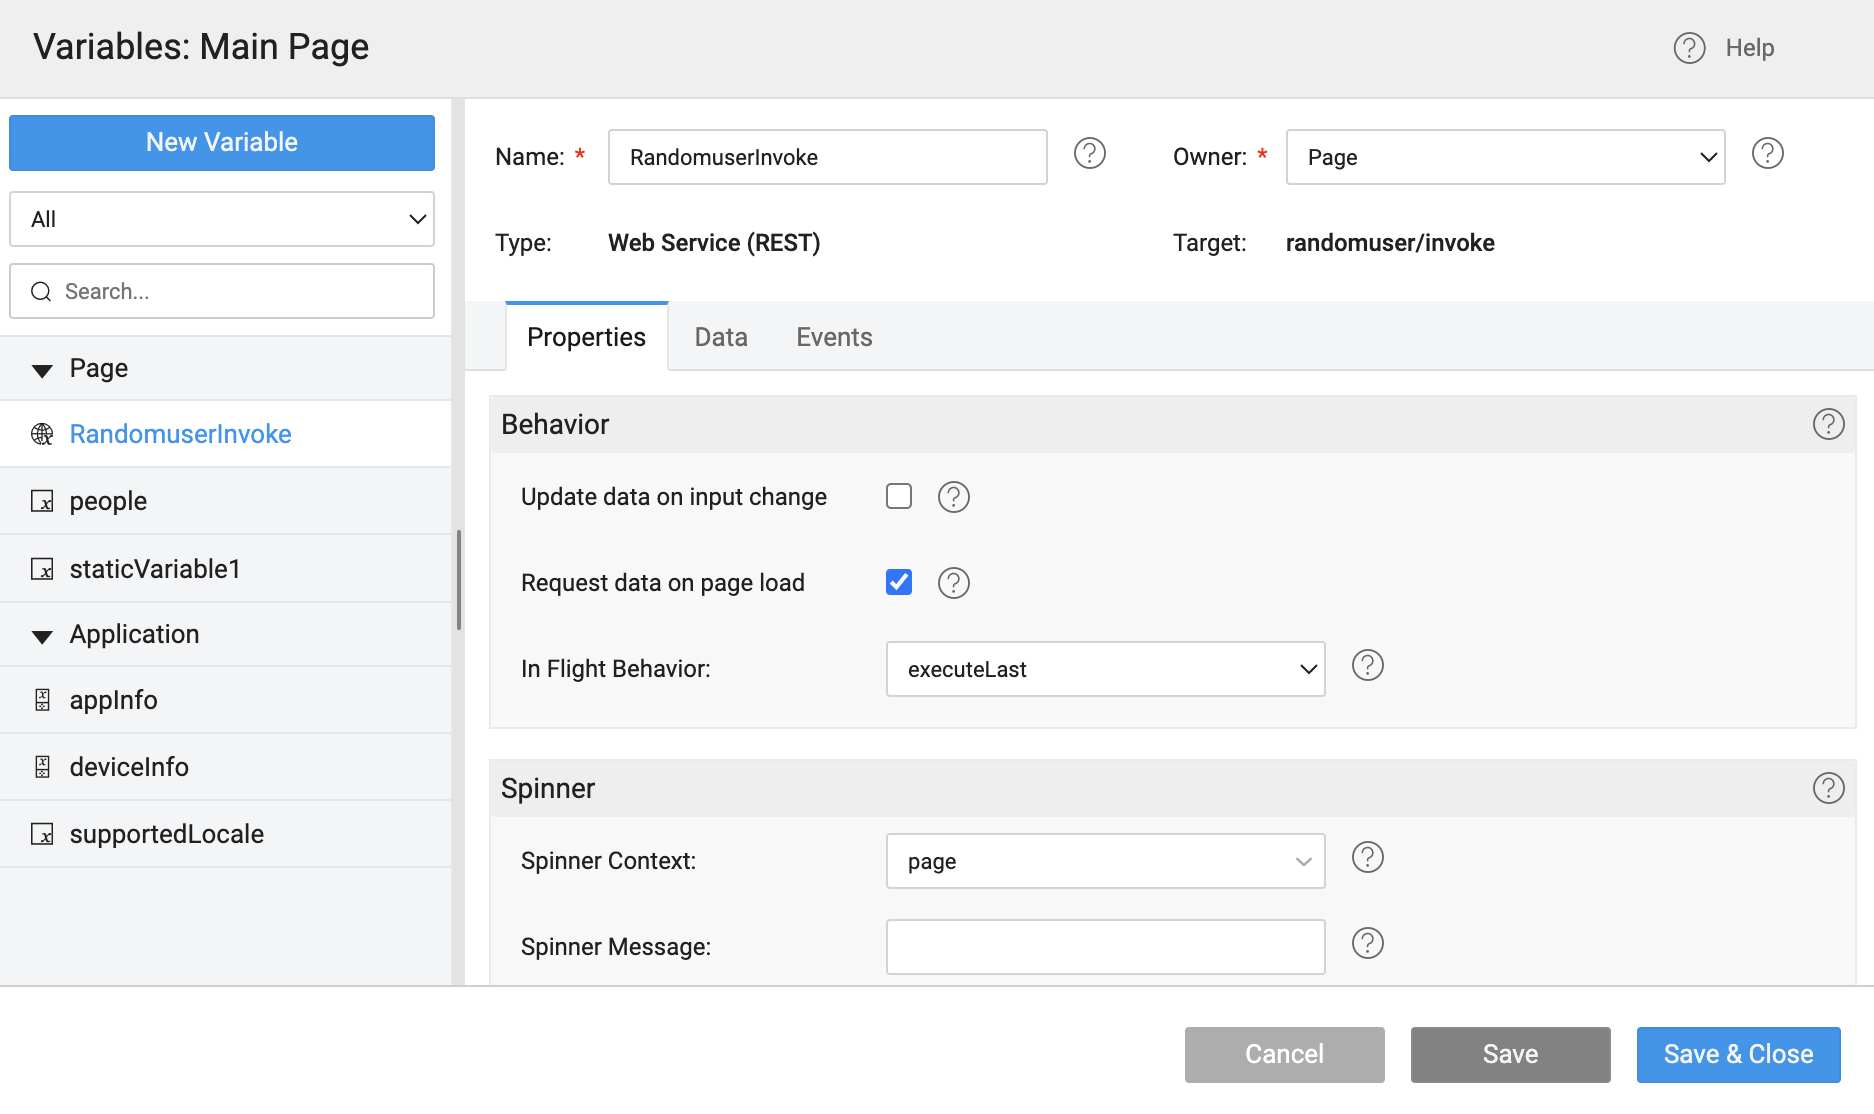 Variables: Main Page
? Help
New Variable
All
Search...
Page
RandomuserInvoke
people
staticVariable1
Application
appInfo
deviceInfo
supportedLocale
Name: * RandomuserInvoke ? Owner: * Page ?
Type: Web Service (REST) Target: randomuser/invoke
Properties Data Events
Behavior ?
Update data on input change ?
Request data on page load ?
In Flight Behavior: executeLast ?
Spinner ?
Spinner Context: page ?
Spinner Message: ?
Cancel Save Save & Close